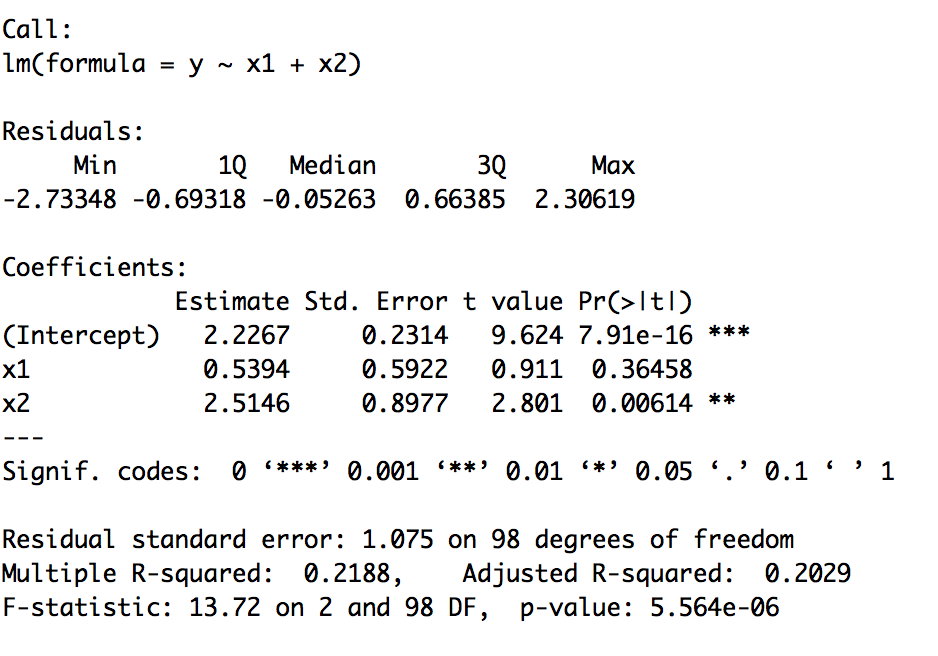 Call:
lm(formula = y ~ x1 + x2)
Residuals:
     Min       1Q   Median       3Q      Max
-2.73348 -0.69318 -0.05263  0.66385  2.30619
Coefficients:
            Estimate Std. Error t value Pr(>|t|)
(Intercept)   2.2267     0.2314   9.624 7.91e-16 ***
x1            0.5394     0.5922   0.911  0.36458
x2            2.5146     0.8977   2.801  0.00614 **
---
Signif. codes:  0 ‘***’ 0.001 ‘**’ 0.01 ‘*’ 0.05 ‘.’ 0.1 ‘ ’ 1
Residual standard error: 1.075 on 98 degrees of freedom
Multiple R-squared:  0.2188,    Adjusted R-squared:  0.2029
F-statistic: 13.72 on 2 and 98 DF,  p-value: 5.564e-06